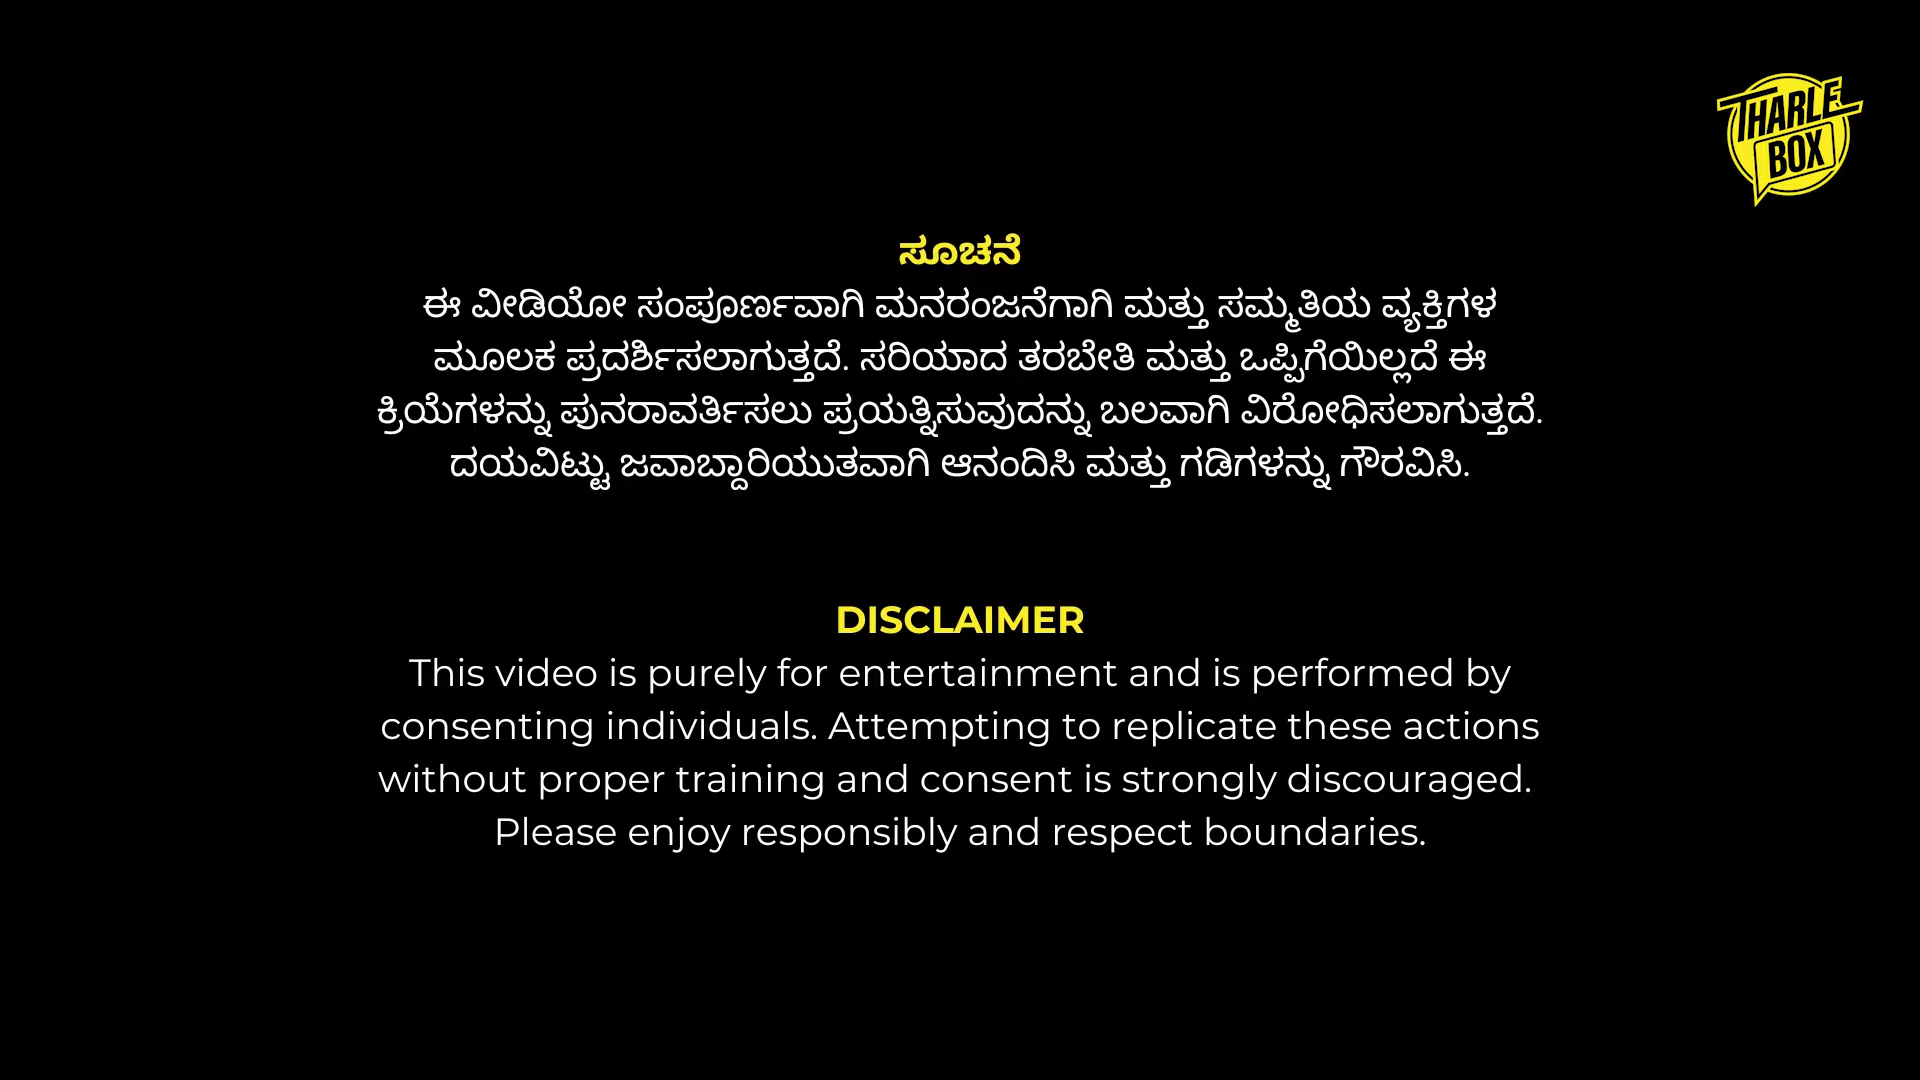 THARLE
BOX
ಸೂಚನೆ
ಈ ವೀಡಿಯೋ ಸಂಪೂರ್ಣವಾಗಿ ಮನರಂಜನೆಗಾಗಿ ಮತ್ತು ಸಮ್ಮತಿಯ ವ್ಯಕ್ತಿಗಳ
ಮೂಲಕ ಪ್ರದರ್ಶಿಸಲಾಗುತ್ತದೆ. ಸರಿಯಾದ ತರಬೇತಿ ಮತ್ತು ಒಪ್ಪಿಗೆಯಿಲ್ಲದೆ ಈ
ಕ್ರಿಯೆಗಳನ್ನು ಪುನರಾವರ್ತಿಸಲು ಪ್ರಯತ್ನಿಸುವುದನ್ನು ಬಲವಾಗಿ ವಿರೋಧಿಸಲಾಗುತ್ತದೆ.
ದಯವಿಟ್ಟು ಜವಾಬ್ದಾರಿಯುತವಾಗಿ ಆನಂದಿಸಿ ಮತ್ತು ಗಡಿಗಳನ್ನು ಗೌರವಿಸಿ.
DISCLAIMER
This video is purely for entertainment and is performed by
consenting individuals. Attempting to replicate these actions
without proper training and consent is strongly discouraged.
Please enjoy responsibly and respect boundaries.